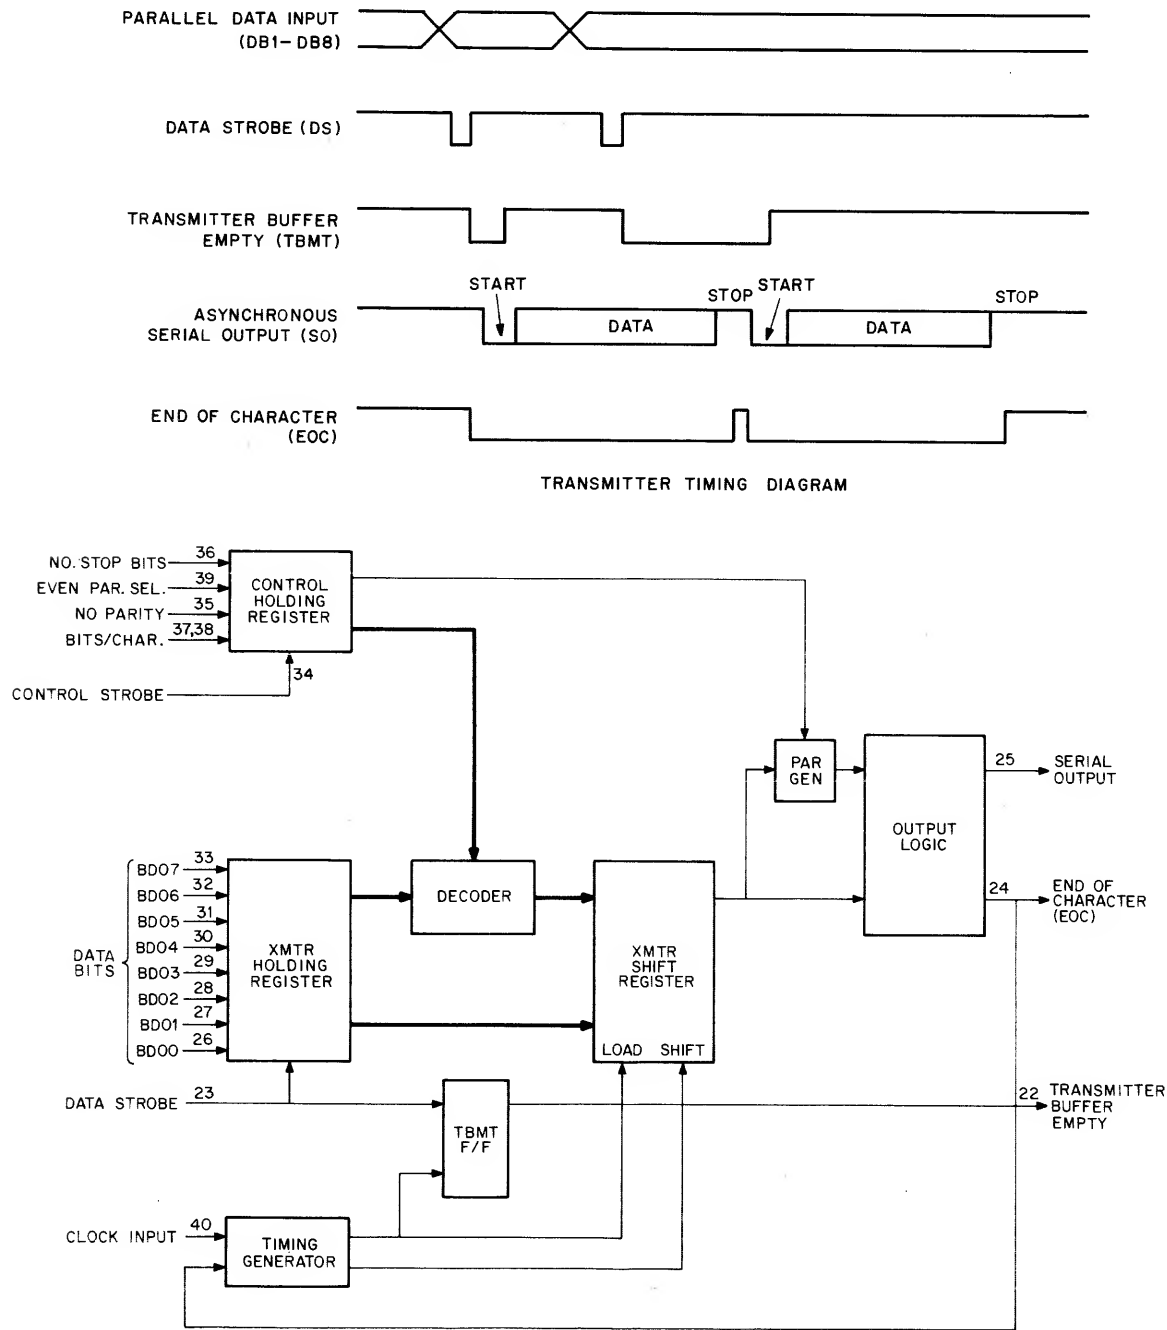 PARALLEL DATA INPUT
(DB1-DB8)
DATA STROBE (DS)
TRANSMITTER BUFFER
EMPTY (TBMT)
START
STOP
START
STOP
ASYNCHRONOUS
SERIAL OUTPUT (SO)
DATA
DATA
END OF CHARACTER
(EOC)
TRANSMITTER TIMING DIAGRAM
NO. STOP BITS
36
EVEN PAR. SEL.
39
NO PARITY
35
BITS/CHAR.
37,38
CONTROL
HOLDING
REGISTER
34
CONTROL STROBE
PAR
GEN
OUTPUT
LOGIC
25
SERIAL
OUTPUT
24
END OF
CHARACTER
(EOC)
DATA
BITS
BD07
33
BD06
32
BD05
31
BD04
30
BD03
29
BD02
28
BD01
27
BD00
26
XMTR
HOLDING
REGISTER
DECODER
XMTR
SHIFT
REGISTER
LOAD SHIFT
DATA STROBE
23
TBMT
F/F
22
TRANSMITTER
BUFFER
EMPTY
CLOCK INPUT
40
TIMING
GENERATOR